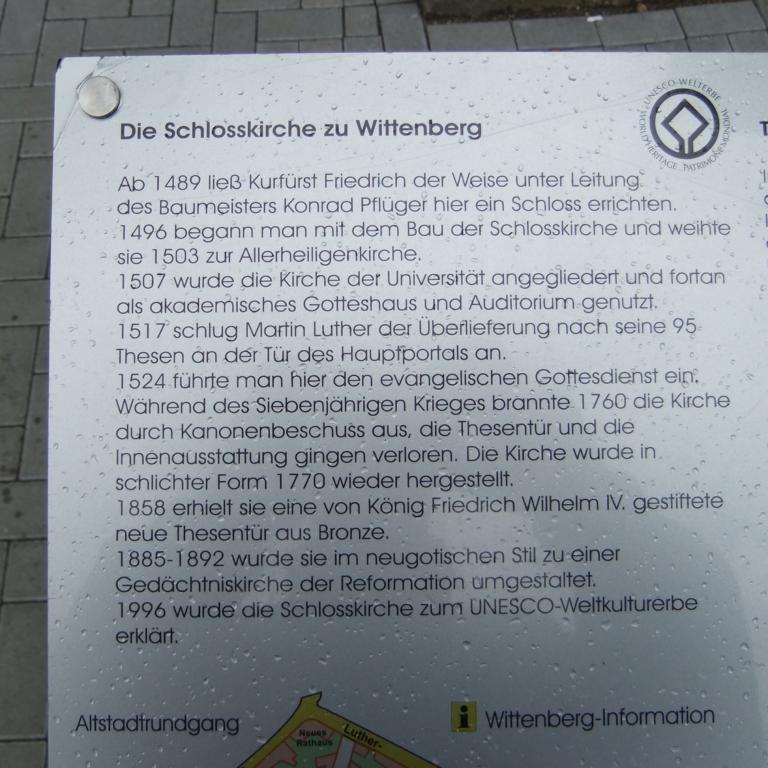 Die Schlosskirche zu Wittenberg
UNESCO-WELTERBE
WORLD HERITAGE . PATRIMOINE MONDIAL
Ab 1489 ließ Kurfürst Friedrich der Weise unter Leitung
des Baumeisters Konrad Pflüger hier ein Schloss errichten.
1496 begann man mit dem Bau der Schlosskirche und weihte
sie 1503 zur Allerheiligenkirche.
1507 wurde die Kirche der Universität angegliedert und fortan
als akademisches Gotteshaus und Auditorium genutzt.
1517 schlug Martin Luther der Überlieferung nach seine 95
Thesen an der Tür des Hauptportals an.
1524 führte man hier den evangelischen Gottesdienst ein.
Während des Siebenjährigen Krieges brannte 1760 die Kirche
durch Kanonenbeschuss aus, die Thesentür und die
Innenausstattung gingen verloren. Die Kirche wurde in
schlichter Form 1770 wieder hergestellt.
1858 erhielt sie eine von König Friedrich Wilhelm IV. gestiftete
neue Thesentür aus Bronze.
1885-1892 wurde sie im neugotischen Stil zu einer
Gedächtniskirche der Reformation umgestaltet.
1996 wurde die Schlosskirche zum UNESCO-Weltkulturerbe
erklärt.
Altstadtrundgang
i Wittenberg-Information
Neues
Rathaus
Luther-